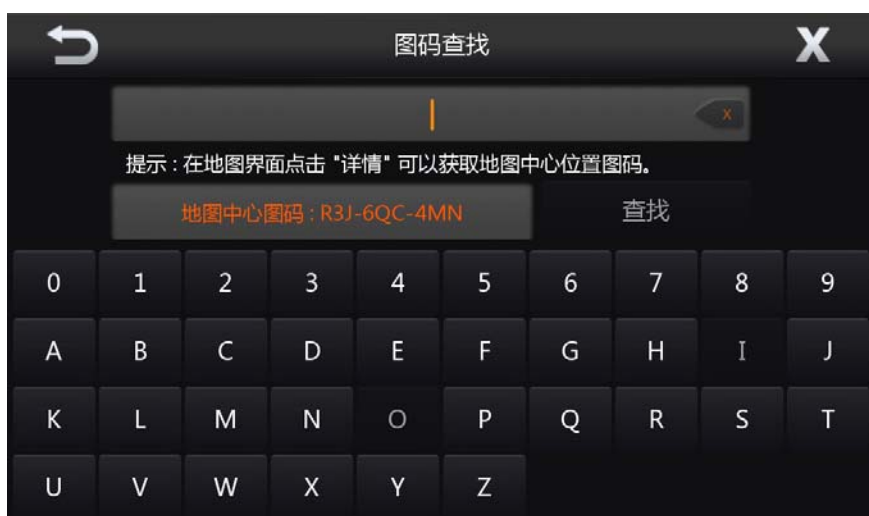 图码查找 X
x
提示：在地图界面点击 "详情" 可以获取地图中心位置图码。
地图中心图码 : R3J-6QC-4MN 查找
0 1 2 3 4 5 6 7 8 9
A B C D E F G H I J
K L M N O P Q R S T
U V W X Y Z